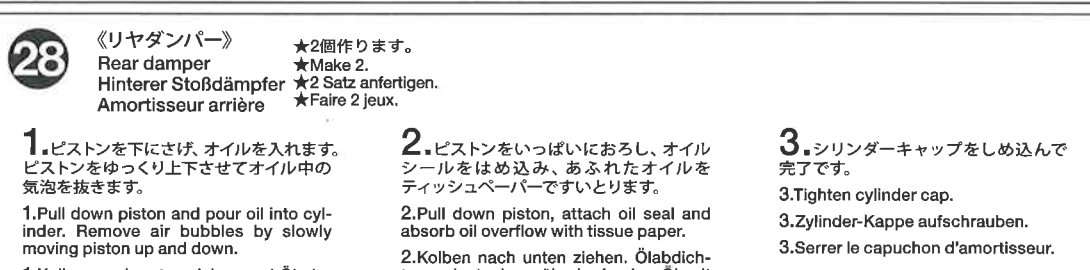 28
《リヤダンパー》
Rear damper
Hinterer Stoßdämpfer
Amortisseur arrière
★2個作ります。
★Make 2.
★2 Satz anfertigen.
★Faire 2 jeux.
1.ピストンを下にさげ、オイルを入れます。
ピストンをゆっくり上下させてオイル中の
気泡を抜きます。
1.Pull down piston and pour oil into cyl-
inder. Remove air bubbles by slowly
moving piston up and down.
2.ピストンをいっぱいにおろし、オイル
シールをはめ込み、あふれたオイルを
ティッシュペーパーですいとります。
2.Pull down piston, attach oil seal and
absorb oil overflow with tissue paper.
2.Kolben nach unten ziehen. Ölabdich-
3.シリンダーキャップをしめ込んで
完了です。
3.Tighten cylinder cap.
3.Zylinder-Kappe aufschrauben.
3.Serrer le capuchon d'amortisseur.